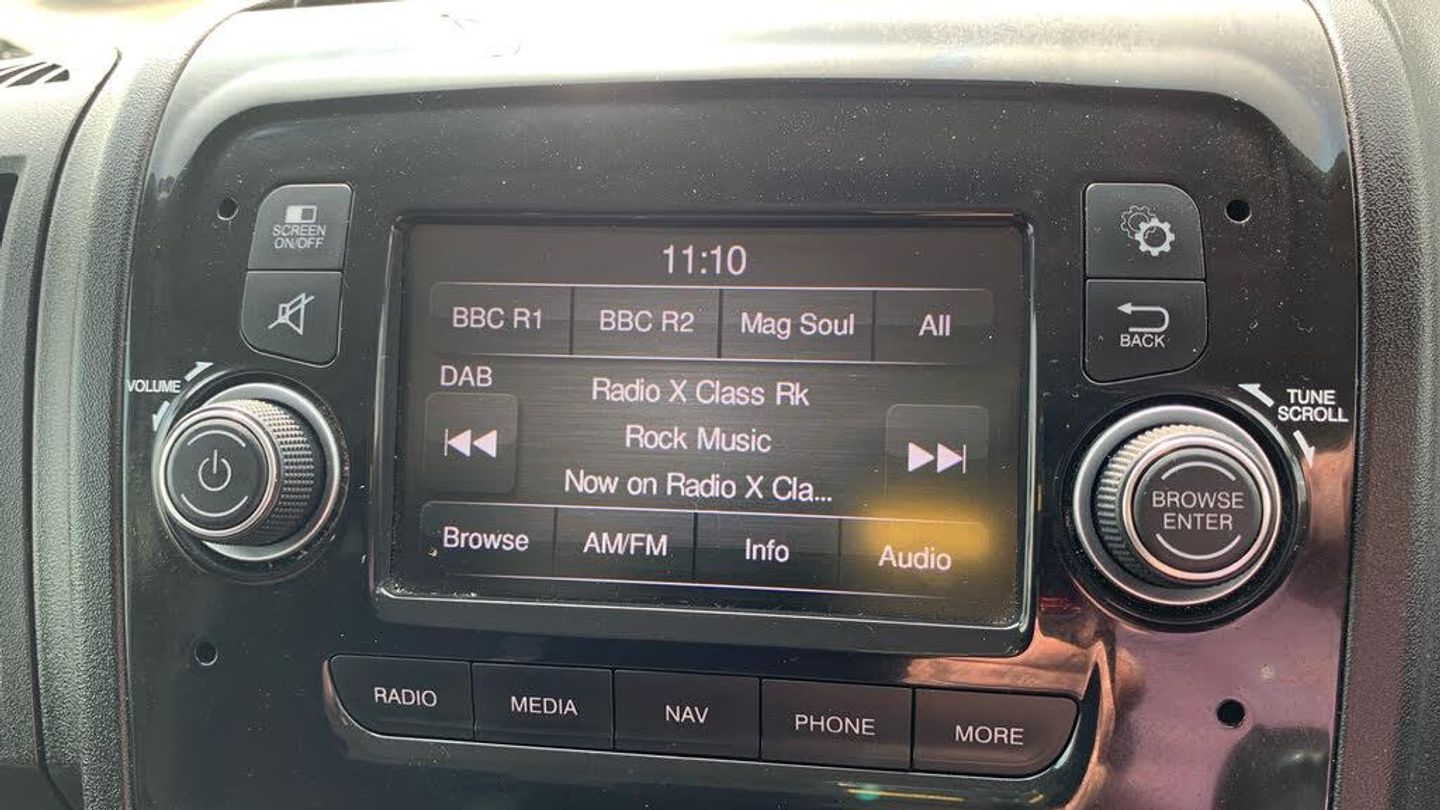 SCREEN
ON/OFF
11:10
BBC R1 BBC R2 Mag Soul All
BACK
VOLUME
DAB
Radio X Class Rk
Rock Music
Now on Radio X Cla...
TUNE
SCROLL
BROWSE
ENTER
Browse AM/FM Info Audio
RADIO MEDIA NAV PHONE MORE